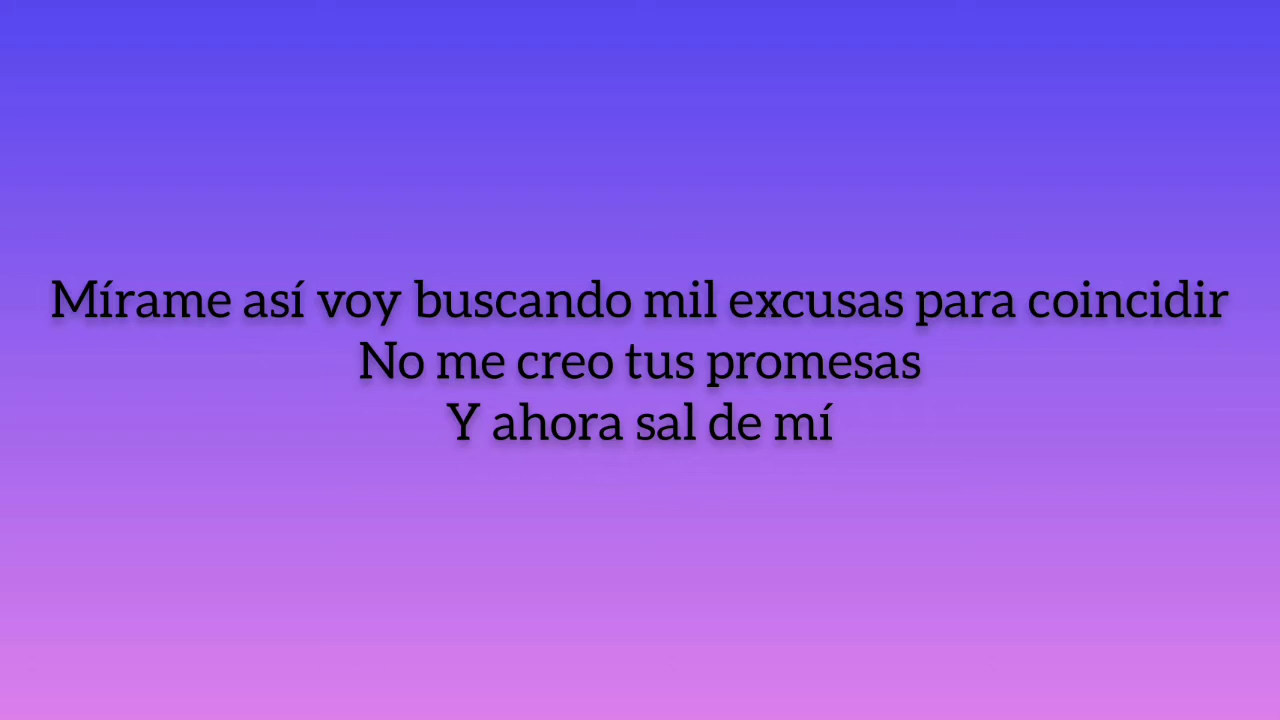 Mírame así voy buscando mil excusas para coincidir
No me creo tus promesas
Y ahora sal de mí